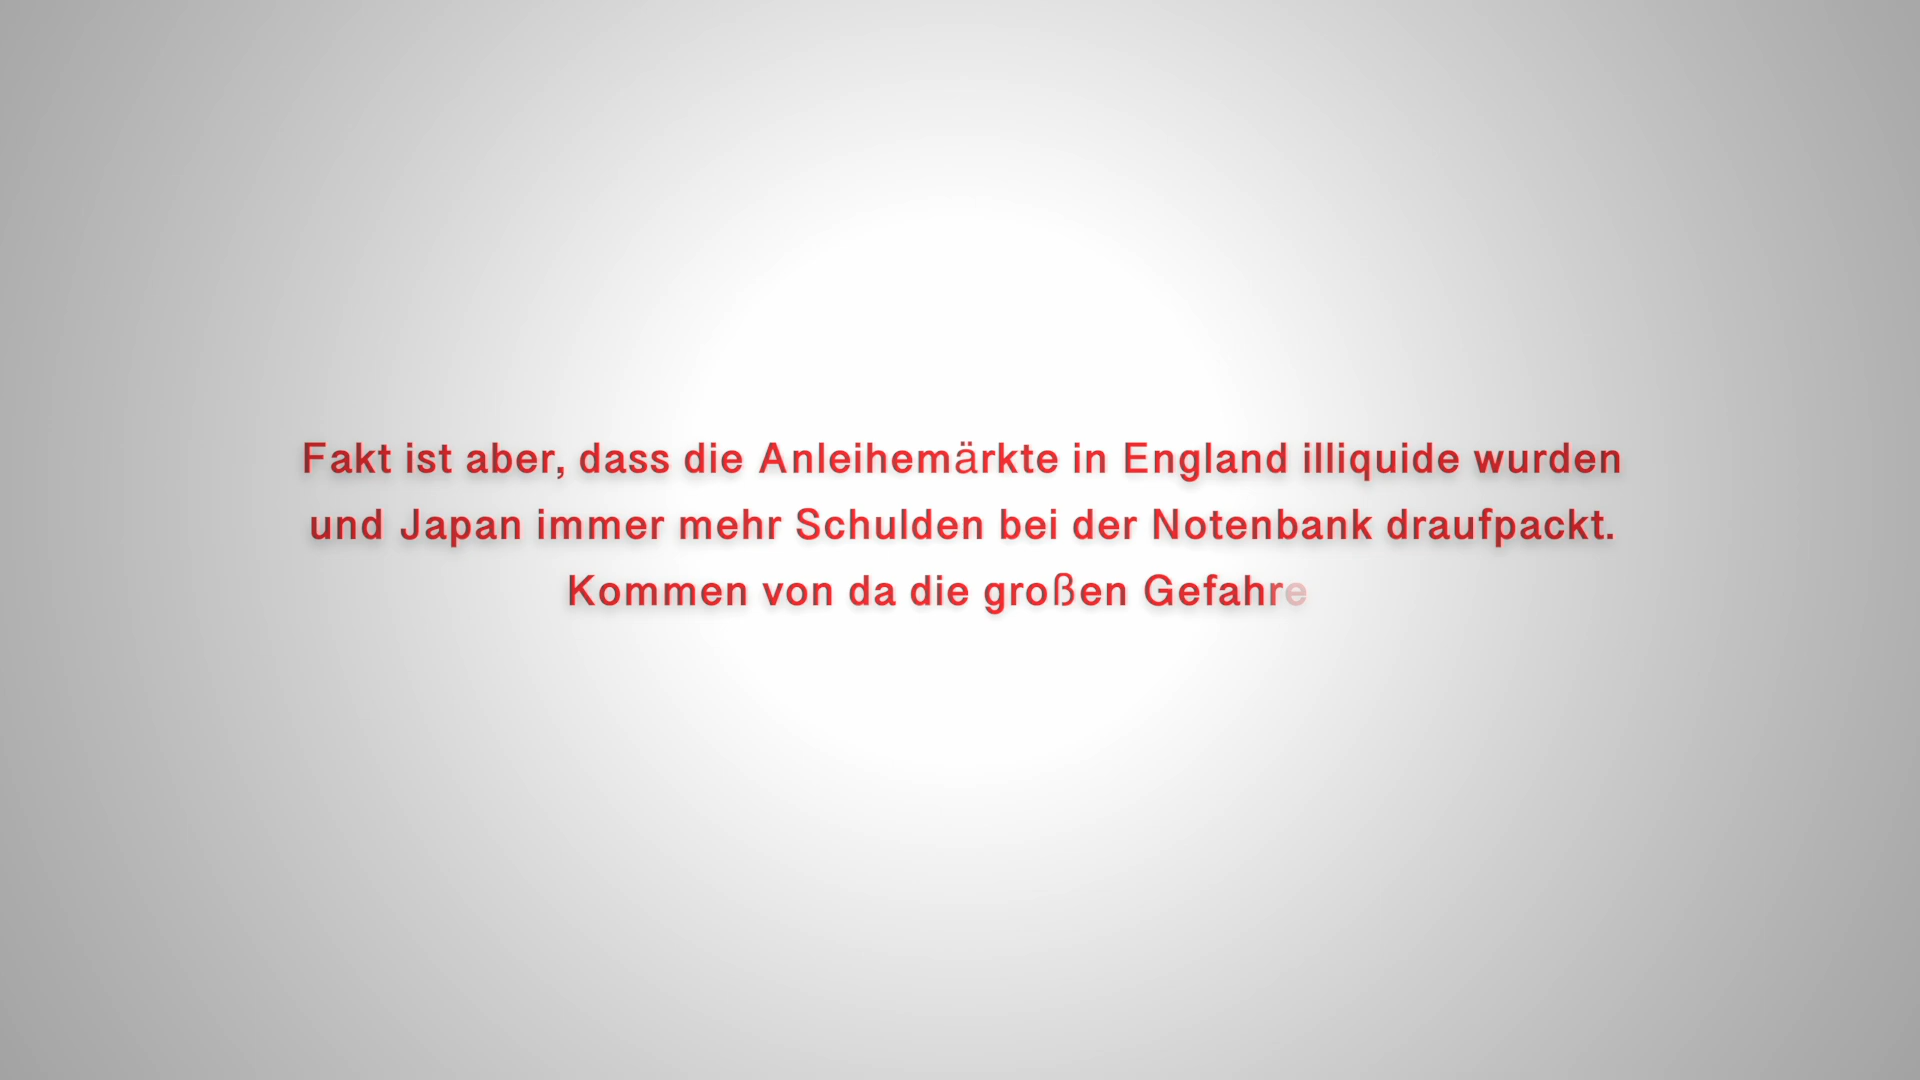 Fakt ist aber, dass die Anleihemärkte in England illiquide wurden
und Japan immer mehr Schulden bei der Notenbank draufpackt.
Kommen von da die großen Gefahre